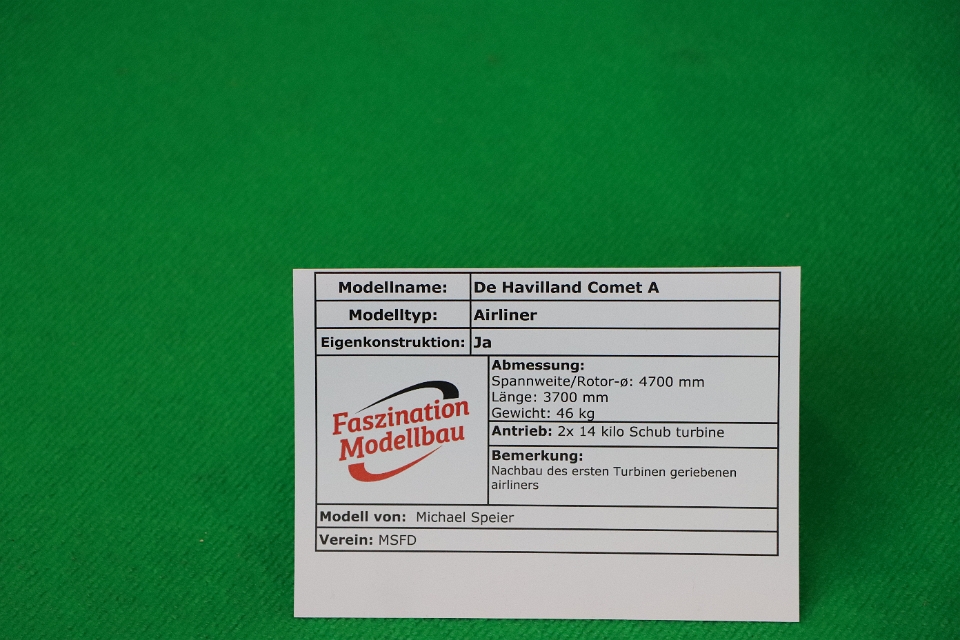 Modellname: De Havilland Comet A
Modelltyp: Airliner
Eigenkonstruktion: Ja
Faszination
Modellbau
Abmessung:
Spannweite/Rotor-ø: 4700 mm
Länge: 3700 mm
Gewicht: 46 kg
Antrieb: 2x 14 kilo Schub turbine
Bemerkung:
Nachbau des ersten Turbinen geriebenen
airliners
Modell von: Michael Speier
Verein: MSFD